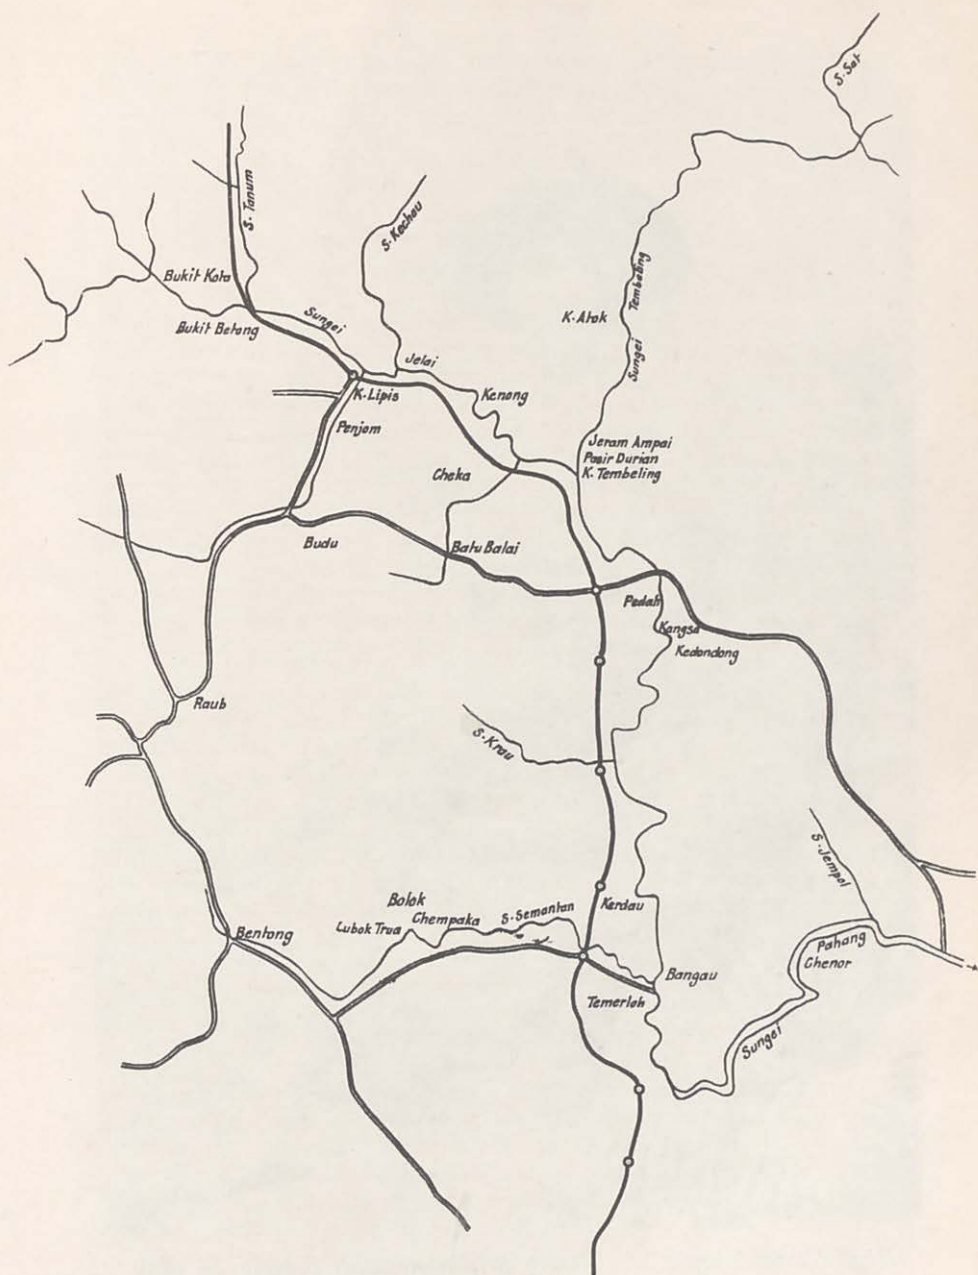 S. Sat
S. Tanum
S. Kechau
Bukit Kota
Sungei
Tembeling
K. Atok
Bukit Betong
Sungei
Jelai
K. Lipis
Kenong
Penjom
Jeram Ampai
Pasir Durian
K. Tembeling
Cheka
Budu
Batu Balai
Pedah
Kangsa
Kedondong
Raub
S. Krau
S. Jempol
Bolok
Kerdau
Lubok Trua
Chempaka
S. Semantan
Bentong
Pahang
Chenor
Bangau
Temerloh
Sungei